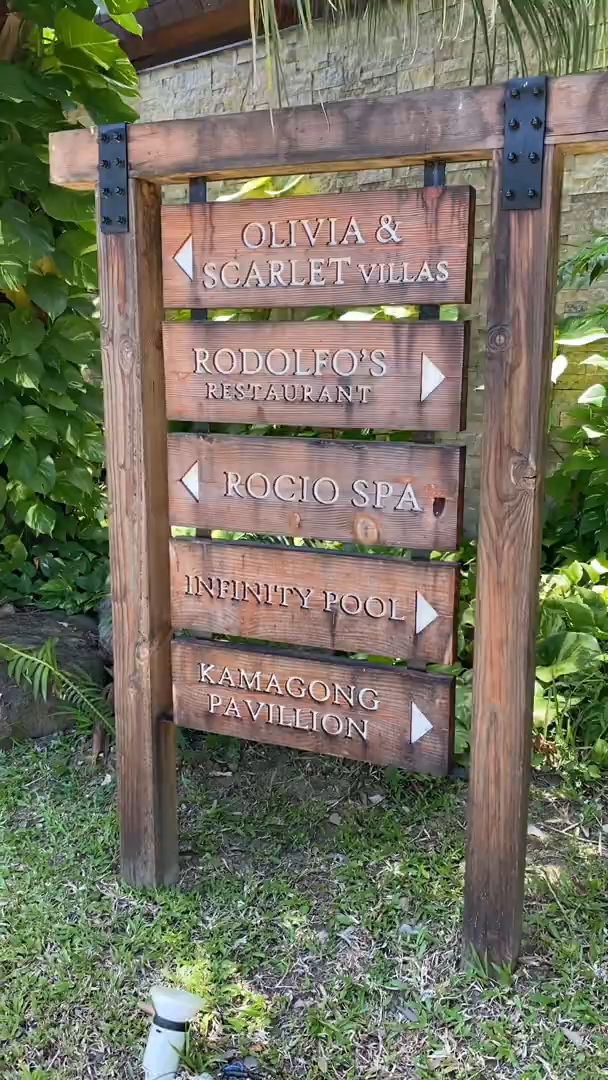 OLIVIA &
SCARLET VILLAS
RODOLFO'S
RESTAURANT
ROCIO SPA
INFINITY POOL
KAMAGONG
PAVILLION